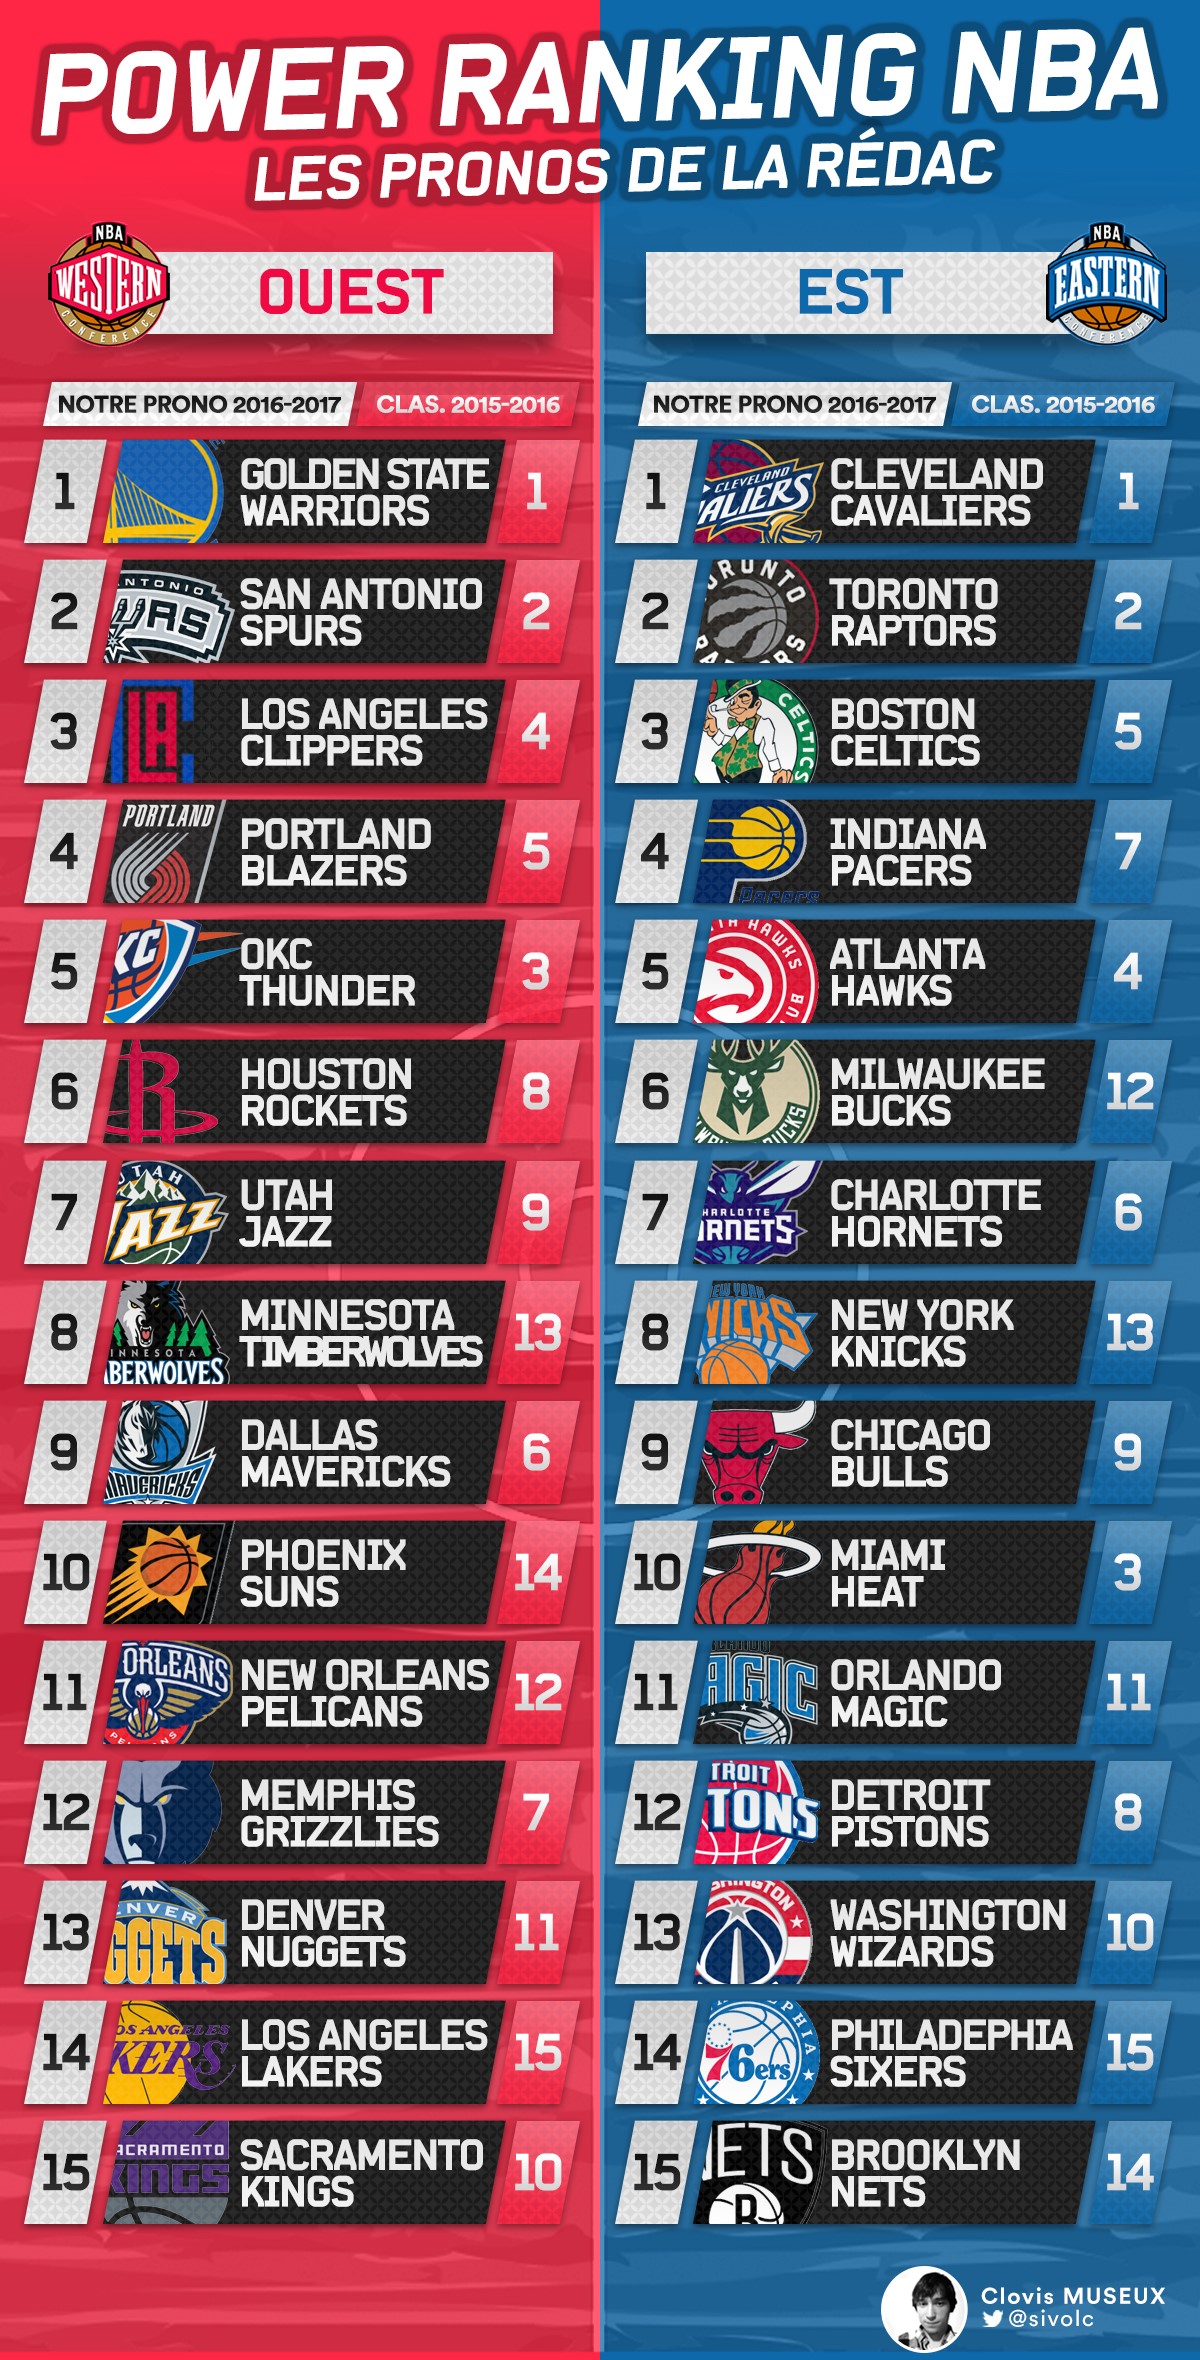 POWER RANKING NBA
LES PRONOS DE LA RÉDAC
NBA
WESTERN
CONFERENCE
OUEST
NOTRE PRONO 2016-2017 CLAS. 2015-2016
1 GOLDEN STATE WARRIORS 1
2 SAN ANTONIO SPURS 2
3 LOS ANGELES CLIPPERS 4
4 PORTLAND BLAZERS 5
5 OKC THUNDER 3
6 HOUSTON ROCKETS 8
7 UTAH JAZZ 9
8 MINNESOTA TIMBERWOLVES 13
9 DALLAS MAVERICKS 6
10 PHOENIX SUNS 14
11 NEW ORLEANS PELICANS 12
12 MEMPHIS GRIZZLIES 7
13 DENVER NUGGETS 11
14 LOS ANGELES LAKERS 15
15 SACRAMENTO KINGS 10
EST
NBA
EASTERN
CONFERENCE
NOTRE PRONO 2016-2017 CLAS. 2015-2016
1 CLEVELAND CAVALIERS 1
2 TORONTO RAPTORS 2
3 BOSTON CELTICS 5
4 INDIANA PACERS 7
5 ATLANTA HAWKS 4
6 MILWAUKEE BUCKS 12
7 CHARLOTTE HORNETS 6
8 NEW YORK KNICKS 13
9 CHICAGO BULLS 9
10 MIAMI HEAT 3
11 ORLANDO MAGIC 11
12 DETROIT PISTONS 8
13 WASHINGTON WIZARDS 10
14 PHILADEPHIA SIXERS 15
15 BROOKLYN NETS 14
Clovis MUSEUX
@sivolc